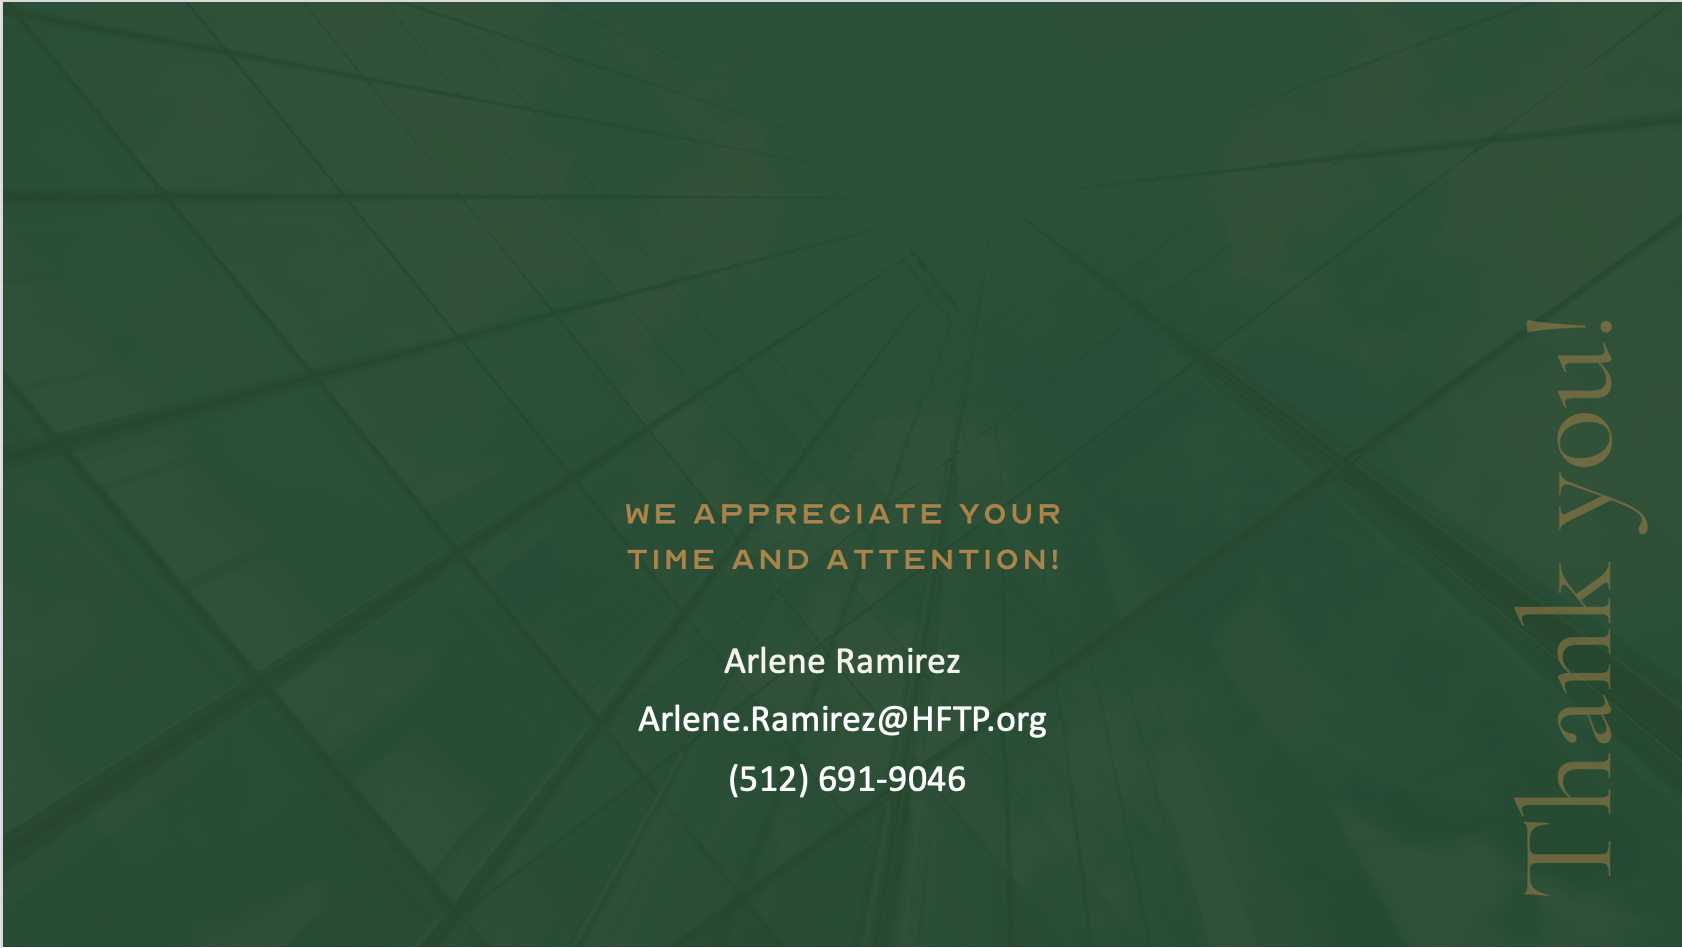 WE APPRECIATE YOUR
TIME AND ATTENTION!
Arlene Ramirez
Arlene.Ramirez@HFTP.org
(512) 691-9046
Thank you!